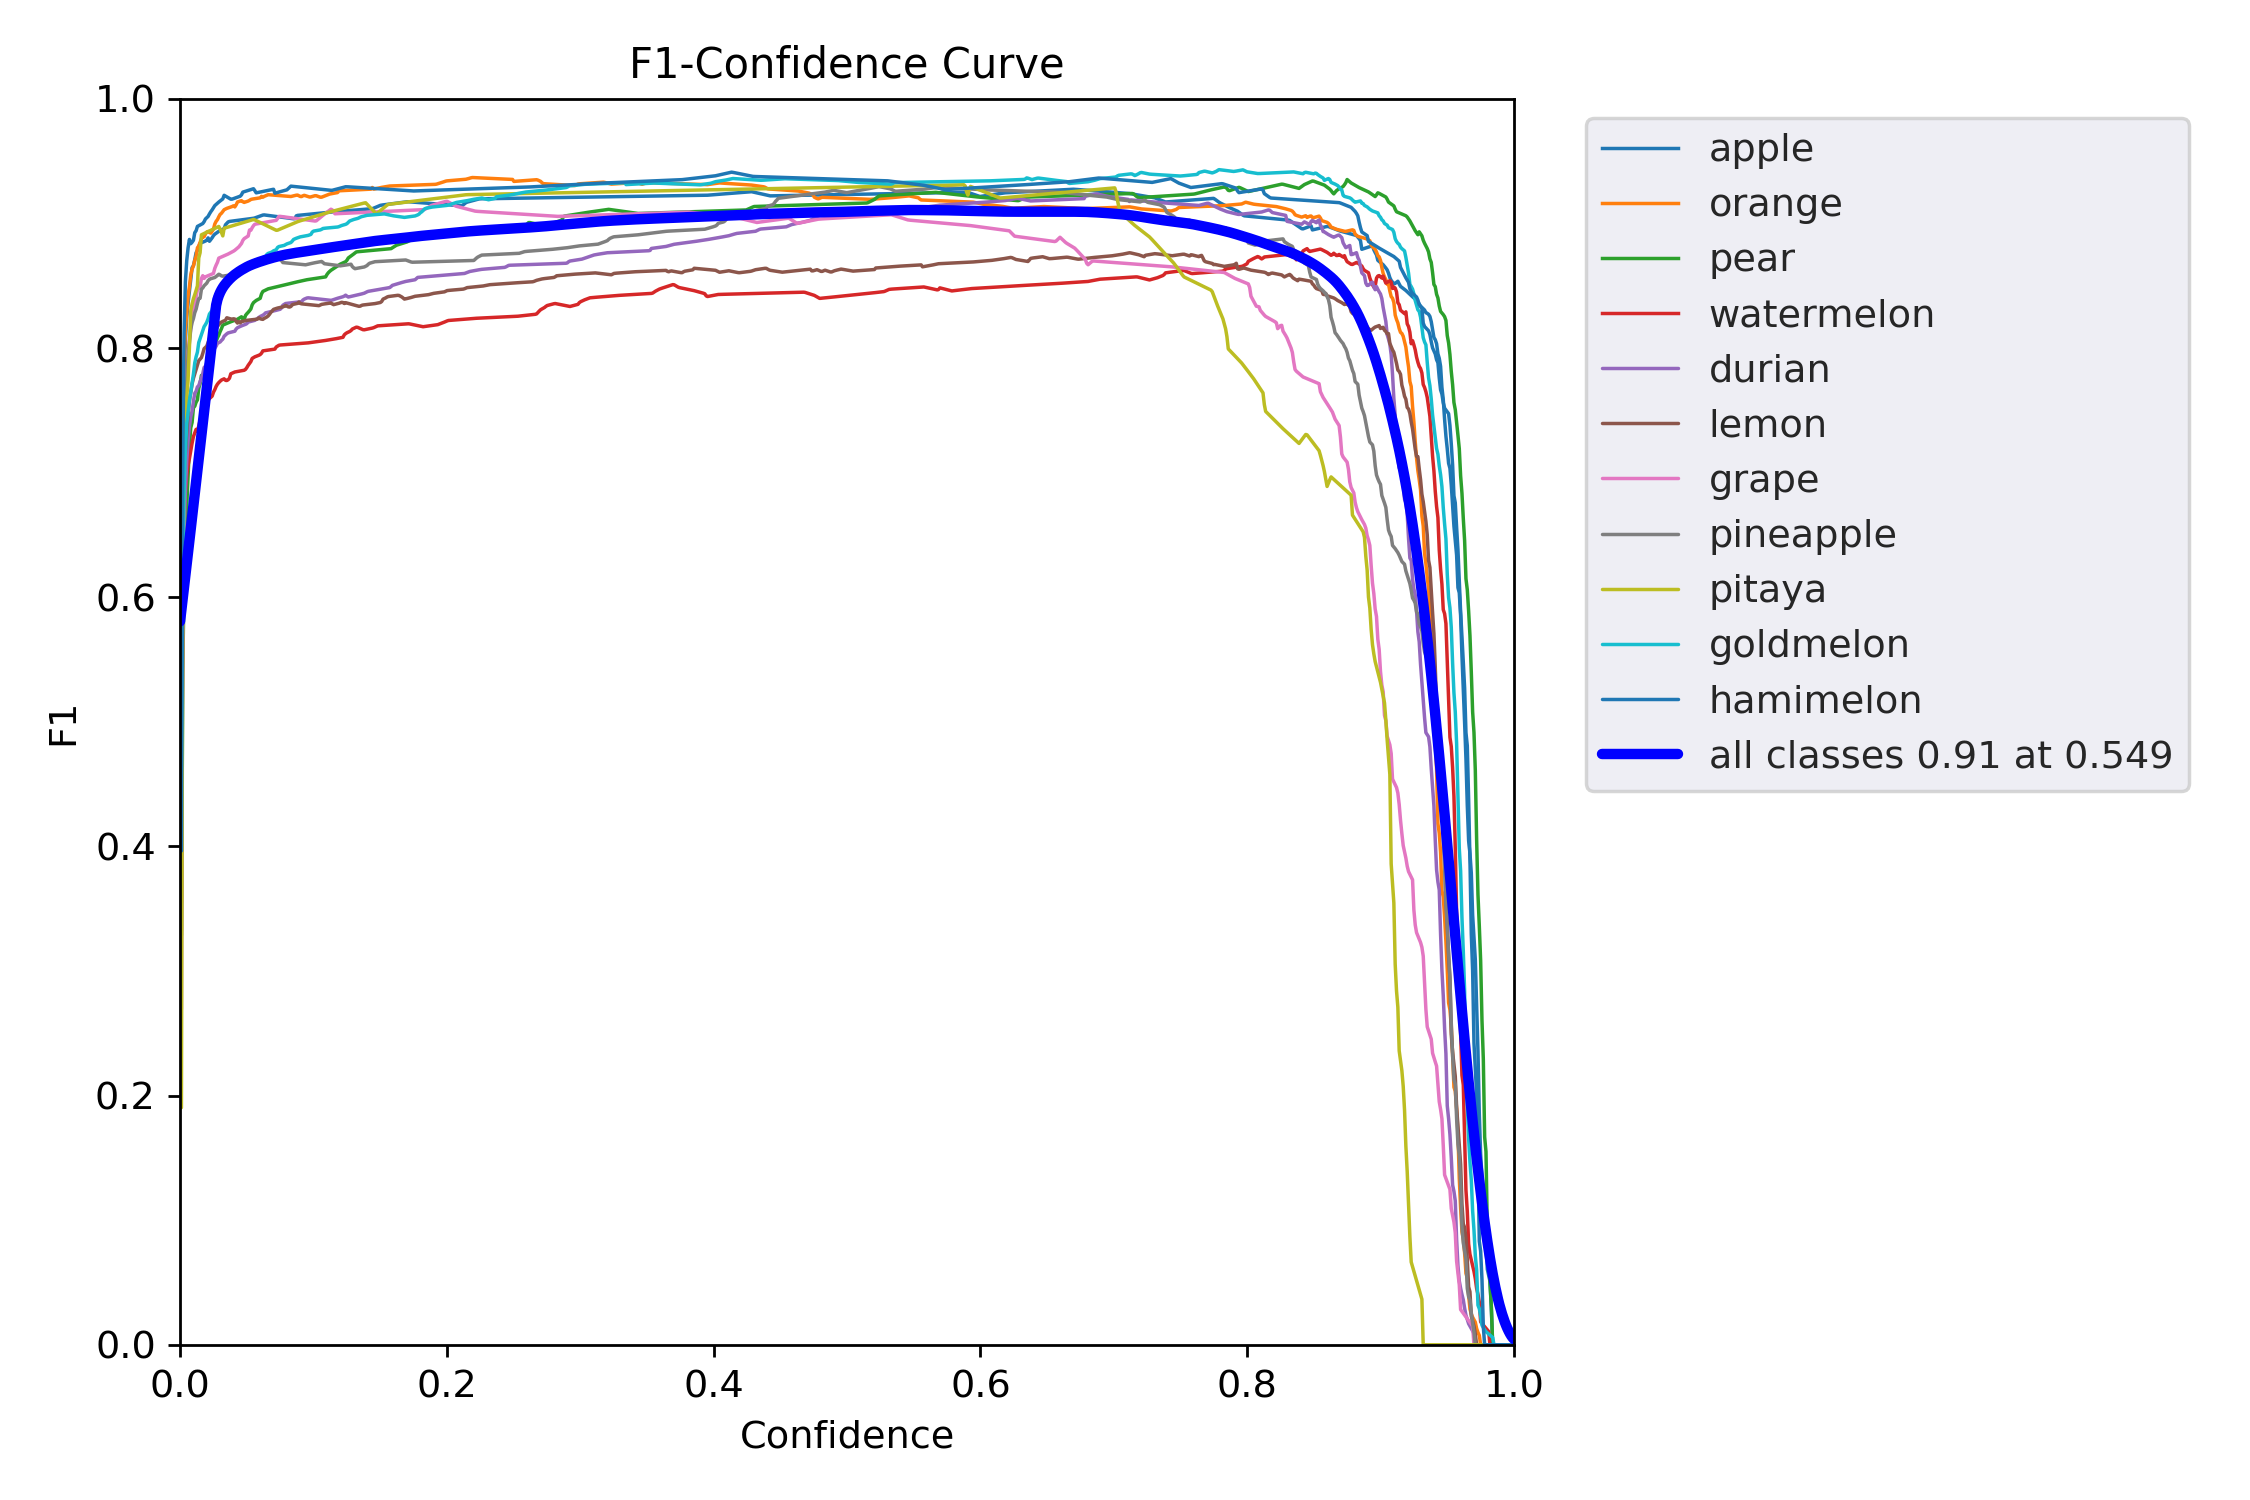 F1-Confidence Curve
1.0
0.8
0.6
0.4
0.2
0.0
F1
0.0 0.2 0.4 0.6 0.8 1.0
Confidence
apple
orange
pear
watermelon
durian
lemon
grape
pineapple
pitaya
goldmelon
hamimelon
all classes 0.91 at 0.549